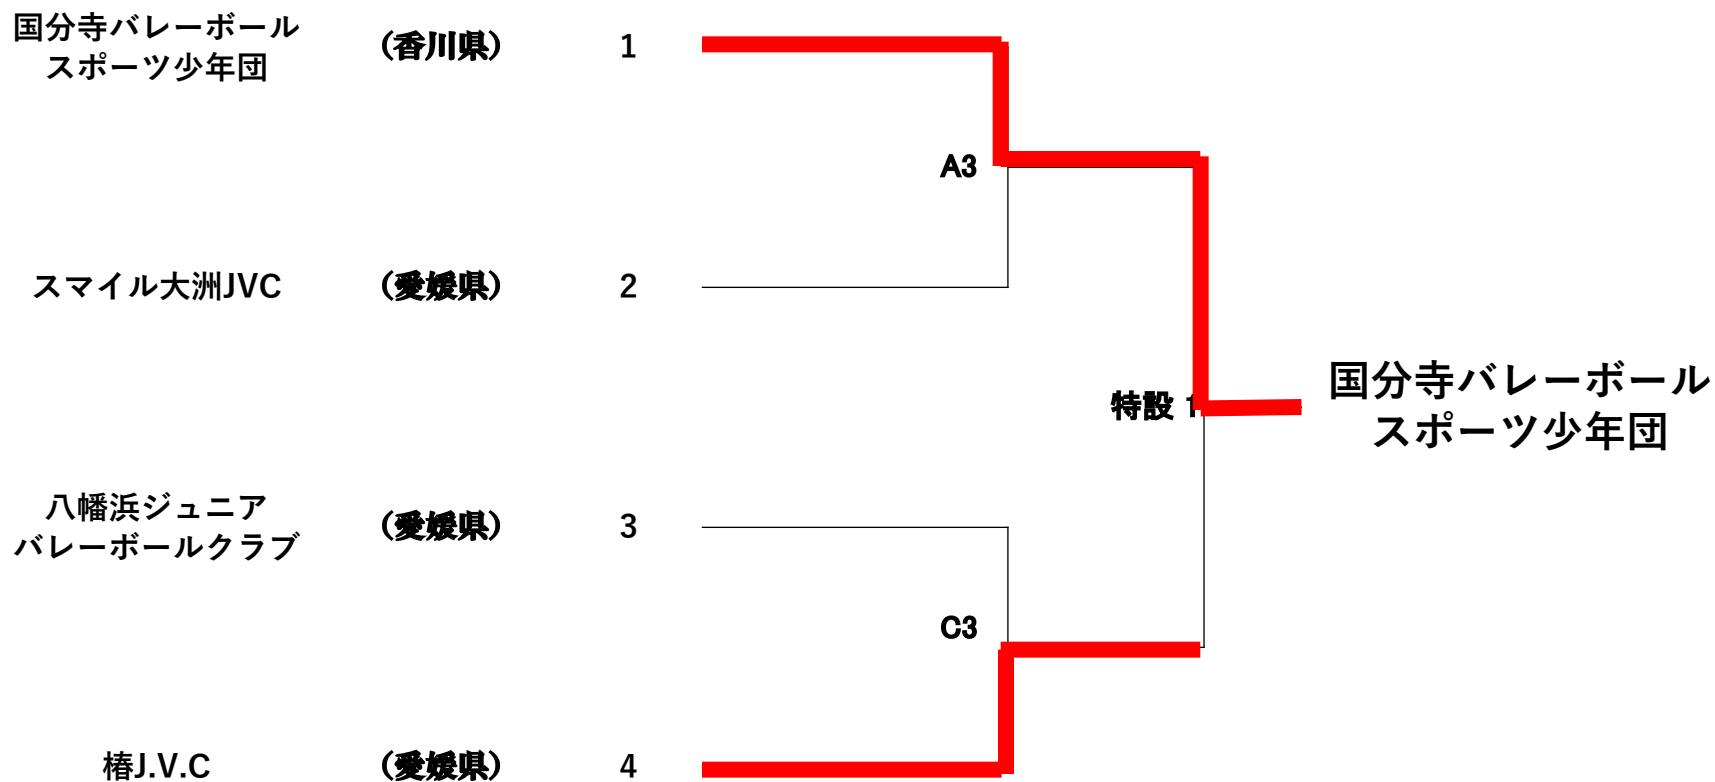 国分寺バレーボール
スポーツ少年団
（香川県）
1
A3
スマイル大洲JVC
（愛媛県）
2
特設 1
国分寺バレーボール
スポーツ少年団
八幡浜ジュニア
バレーボールクラブ
（愛媛県）
3
C3
椿J.V.C
（愛媛県）
4